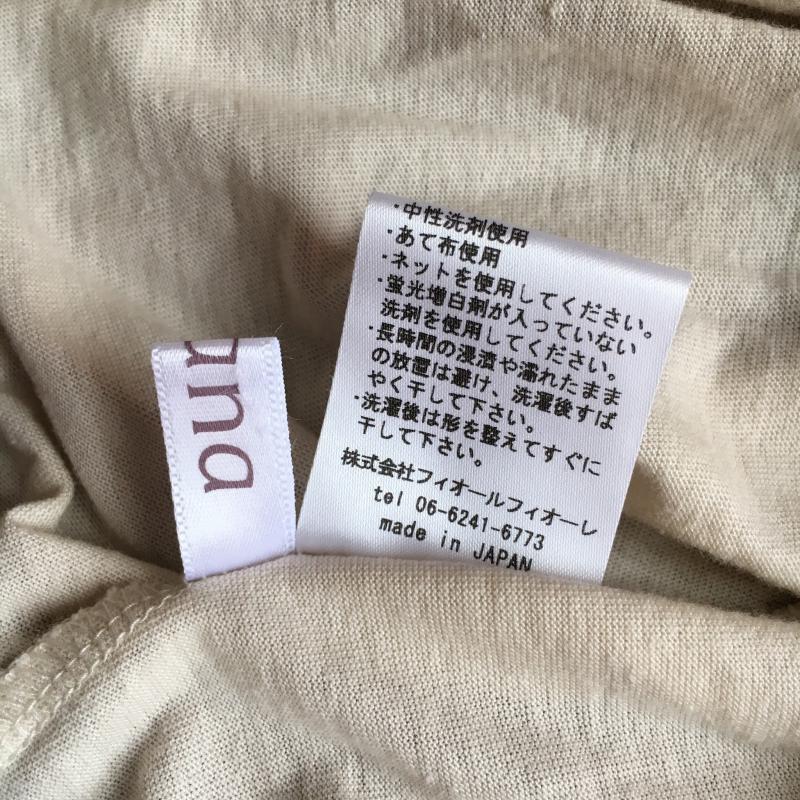 una
・中性洗剤使用
・あて布使用
・ネットを使用してください。
・蛍光増白剤が入っていない
洗剤を使用してください。
・長時間の浸漬や濡れたまま
の放置は避け、洗濯後すば
やく干して下さい。
・洗濯後は形を整えてすぐに
干して下さい。
株式会社フィオールフィオーレ
tel 06-6241-6773
made in JAPAN